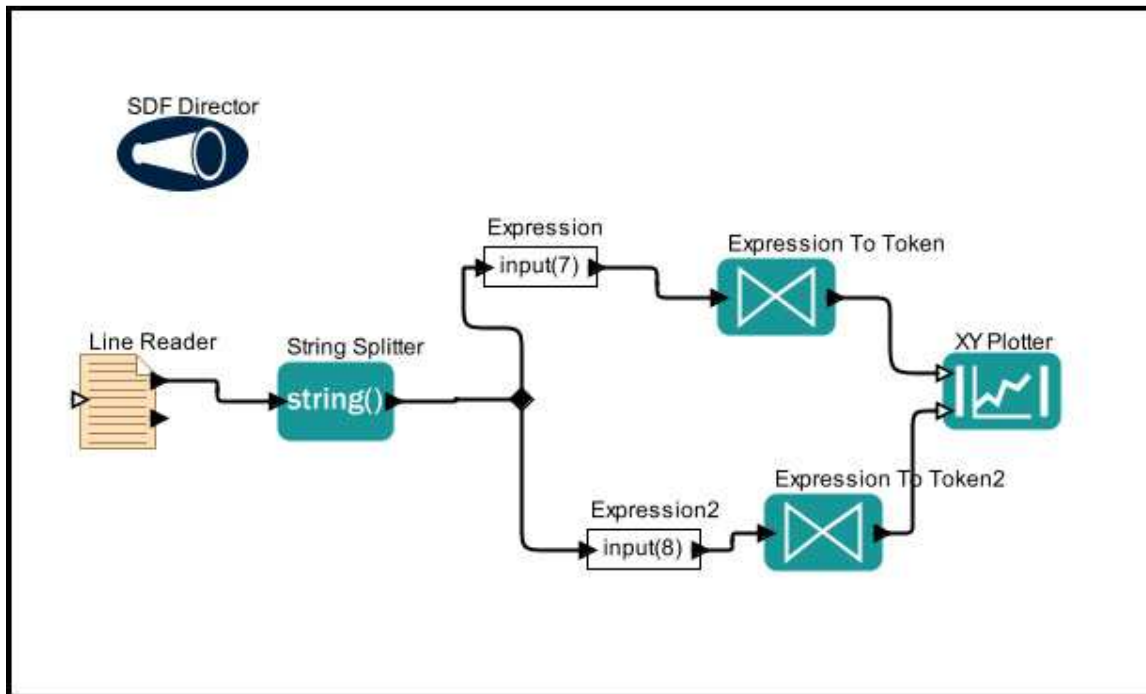 SDF Director
Expression
input(7)
Expression To Token
Line Reader
String Splitter
string()
XY Plotter
Expression To Token2
Expression2
input(8)